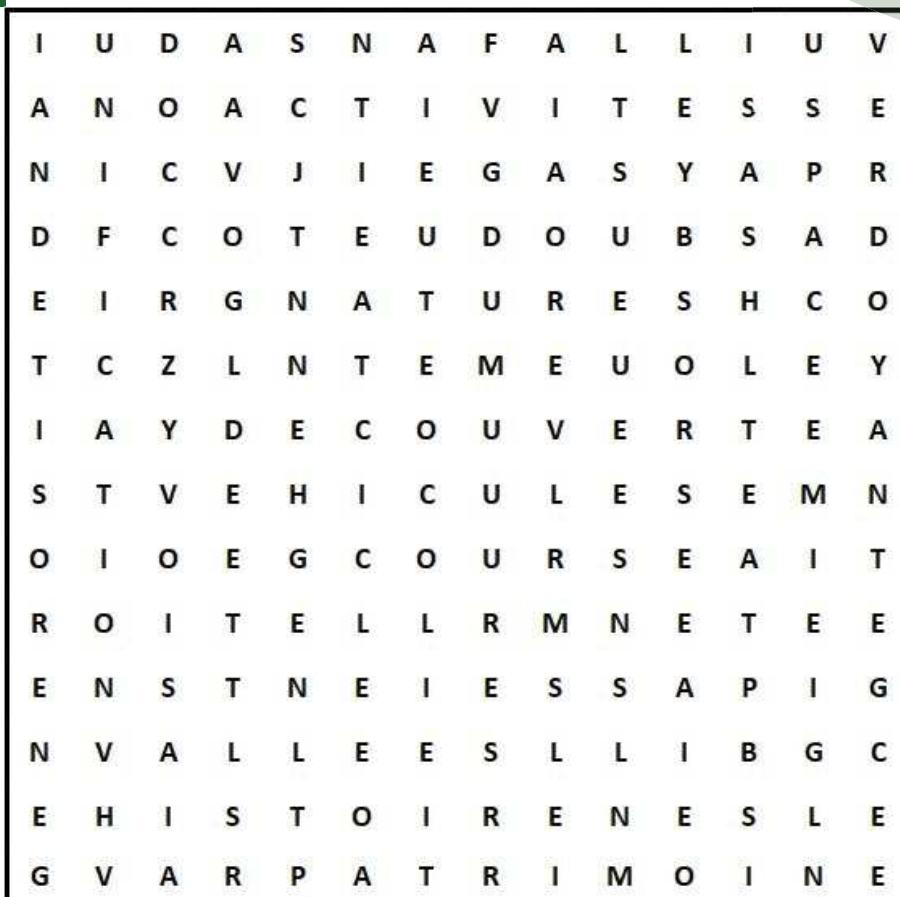 I U D A S N A F A L L I U V
A N O A C T I V I T E S S E
N I C V J I E G A S Y A P R
D F C O T E U D O U B S A D
E I R G N A T U R E S H C O
T C Z L N T E M E U O L E Y
I A Y D E C O U V E R T E A
S T V E H I C U L E S E M N
O I O E G C O U R S E A I T
R O I T E L L R M N E T E E
E N S T N E I E S S A P I G
N V A L L E E S L L I B G C
E H I S T O I R E N E S L E
G V A R P A T R I M O I N E